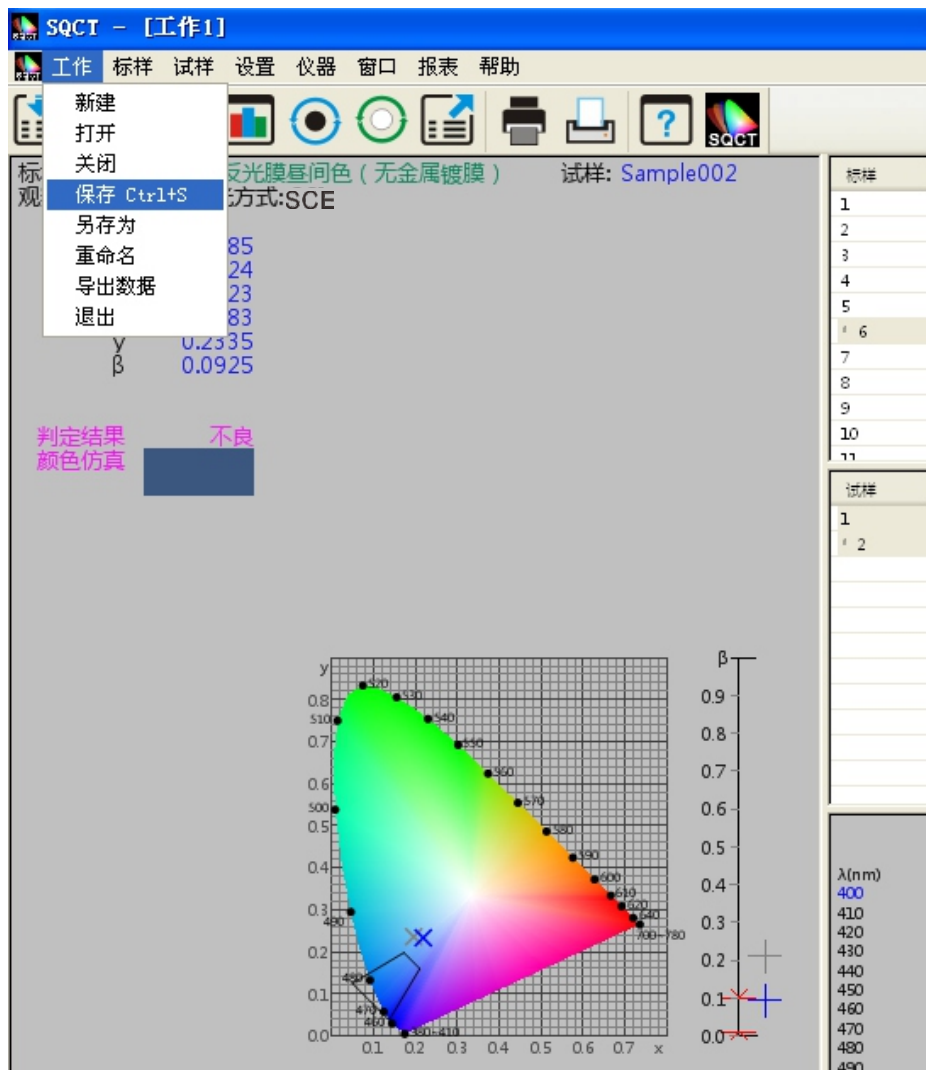 SQCT - [工作1]
工作 标样 试样 设置 仪器 窗口 报表 帮助
新建
打开
关闭
保存 Ctrl+S
另存为
重命名
导出数据
退出
SQCT
标
反光膜昼间色（无金属镀膜）
试样: Sample002
观
方式:SCE
85
24
23
83
y 0.2335
β 0.0925
判定结果 不良
颜色仿真
标样
1
2
3
4
5
6
7
8
9
10
11
试样
1
2
y
0.8
0.7
0.6
0.5
0.4
0.3
0.2
0.1
0.0
0.1 0.2 0.3 0.4 0.5 0.6 0.7 x
520
530
510
540
550
560
570
500
580
590
600
610
620
640
490
700~780
480
470
460
380~410
β
0.9
0.8
0.7
0.6
0.5
0.4
0.3
0.2
0.1
0.0
λ(nm)
400
410
420
430
440
450
460
470
480
490